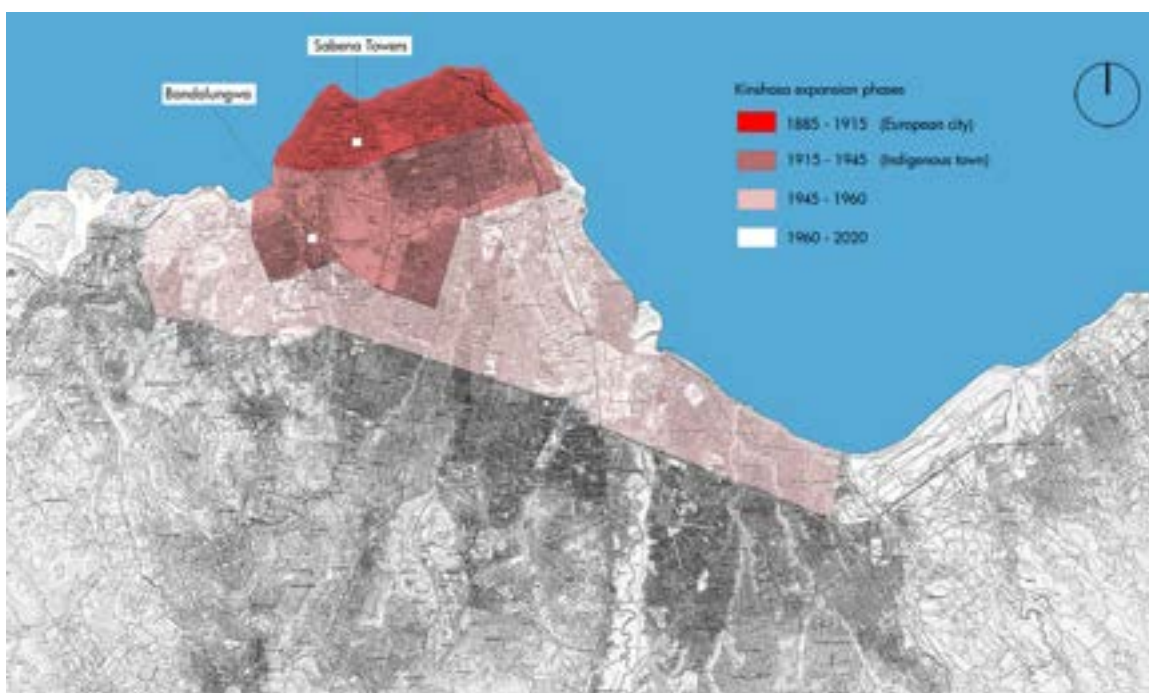 Sabena Towers
Bandalungwa
Kinshasa expansion phases
1885 - 1915 (European city)
1915 - 1945 (Indigenous town)
1945 - 1960
1960 - 2020